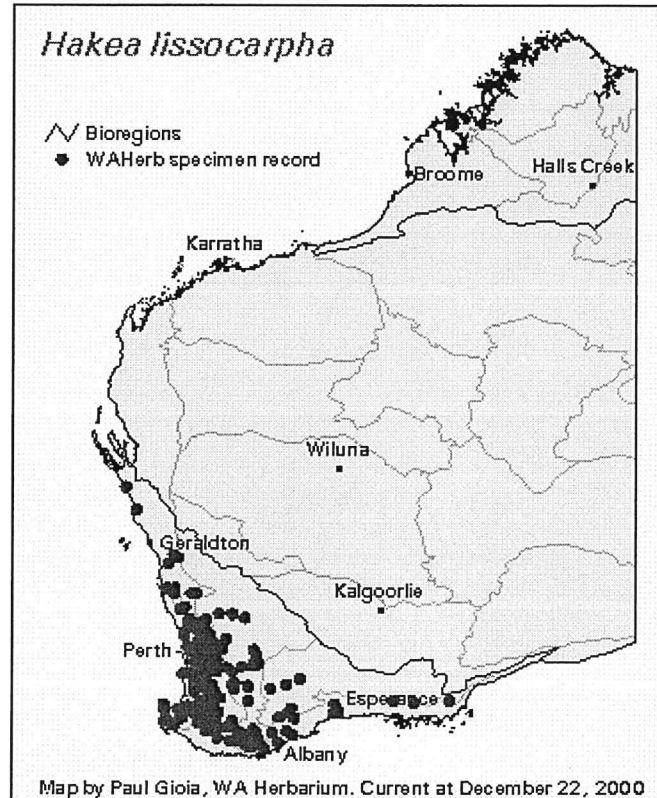 Hakea lissocarpha
Bioregions
WAHerb specimen record
Broome
Halls Creek
Karratha
Wiluna
Geraldton
Kalgoorlie
Perth
Esperance
Albany
Map by Paul Gioia, WA Herbarium. Current at December 22, 2000